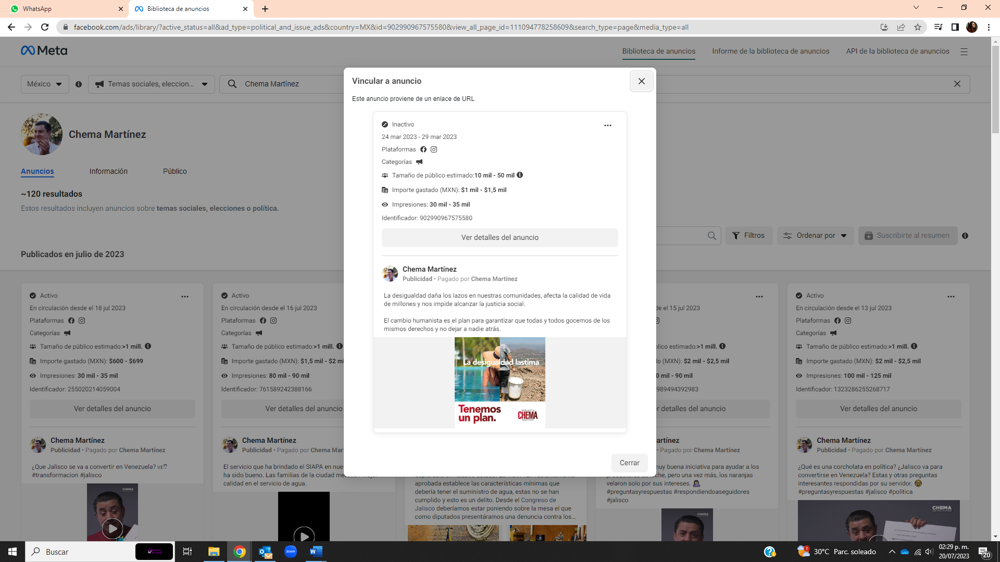 WhatsApp
Biblioteca de anuncios
facebook.com/ads/library/?active_status=all&ad_type=political_and_issue_ads&country=MX&id=902990967575580&view_all_page_id=111094778258609&search_type=page&media_type=all
Meta
Biblioteca de anuncios
Informe de la biblioteca de anuncios
API de la biblioteca de anuncios
México
Temas sociales, eleccion...
Chema Martínez
Chema Martínez
Anuncios
Información
Público
~120 resultados
Estos resultados incluyen anuncios sobre temas sociales, elecciones o política.
Filtros
Ordenar por
Suscribirte al resumen
Publicados en julio de 2023
Vincular a anuncio
Este anuncio proviene de un enlace de URL
Inactivo
24 mar 2023 - 29 mar 2023
Plataformas
Categorías
Tamaño de público estimado:10 mil - 50 mil
Importe gastado (MXN): $1 mil - $1,5 mil
Impresiones: 30 mil - 35 mil
Identificador: 902990967575580
Ver detalles del anuncio
Chema Martínez
Publicidad • Pagado por Chema Martínez
La desigualdad daña los lazos en nuestras comunidades, afecta la calidad de vida
de millones y nos impide alcanzar la justicia social.
El cambio humanista es el plan para garantizar que todas y todos gocemos de los
mismos derechos y no dejar a nadie atrás.
La desigualdad lastima
Tenemos
un plan.
JOSÉ MARÍA
CHEMA
MARTÍNEZ
Cerrar
Activo
En circulación desde el 18 jul 2023
Plataformas
Categorías
Tamaño de público estimado:>1 mill.
Importe gastado (MXN): $600 - $699
Impresiones: 30 mil - 35 mil
Identificador: 255020214059004
Ver detalles del anuncio
Chema Martínez
Publicidad • Pagado por Chema Martínez
¿Que Jalisco se va a convertir en Venezuela? 🇻🇪⁉️
#transformacion #jalisco
CHEMA
Activo
En circulación desde el 16 jul 2023
Plataformas
Categorías
Tamaño de público estimado:>1 mill.
Importe gastado (MXN): $1,5 mil - $2 mi
Impresiones: 80 mil - 90 mil
Identificador: 761589242388166
Ver detalles del anuncio
Chema Martínez
Publicidad • Pagado por Chema Mar
El servicio que ha brindado el SIAPA en nue
ha sido bueno. Las familias de la ciudad
calidad en el servicio de agua.
aprobada establece las características mínimas que
debería tener el suministro de agua, estas no se han
cumplido y esto es un delito. Desde el Congreso de
Jalisco deberíamos estar poniendo sobre la mesa el que
como diputados presentáramos una denuncia contra los...
de el 15 jul 2023
lico estimado:>1 mill.
o (MXN): $2 mil - $2,5 mil
0 mil - 90 mil
989494392983
r detalles del anuncio
artínez
• Pagado por Chema Martínez
muy buena iniciativa para ayudar a los
productores de leche, pero una vez más, los naranjas
velaron solo por sus intereses.
#preguntasyrespuestas #respondiendoaseguidores
#jalisco
CHEMA
Activo
En circulación desde el 13 jul 2023
Plataformas
Categorías
Tamaño de público estimado:>1 mill.
Importe gastado (MXN): $2 mil - $2,5 mil
Impresiones: 100 mil - 125 mil
Identificador: 1323286255268717
Ver detalles del anuncio
Chema Martínez
Publicidad • Pagado por Chema Martínez
¿Qué es una corcholata en política? ¿Jalisco va para
convertirse en Venezuela? Estas y otras preguntas
interesantes respondidas por su servidor.
#preguntasyrespuestas #jalisco #politica
CHEMA
Buscar
zoom
1
30°C Parc. soleado
02:29 p. m.
20/07/2023
20